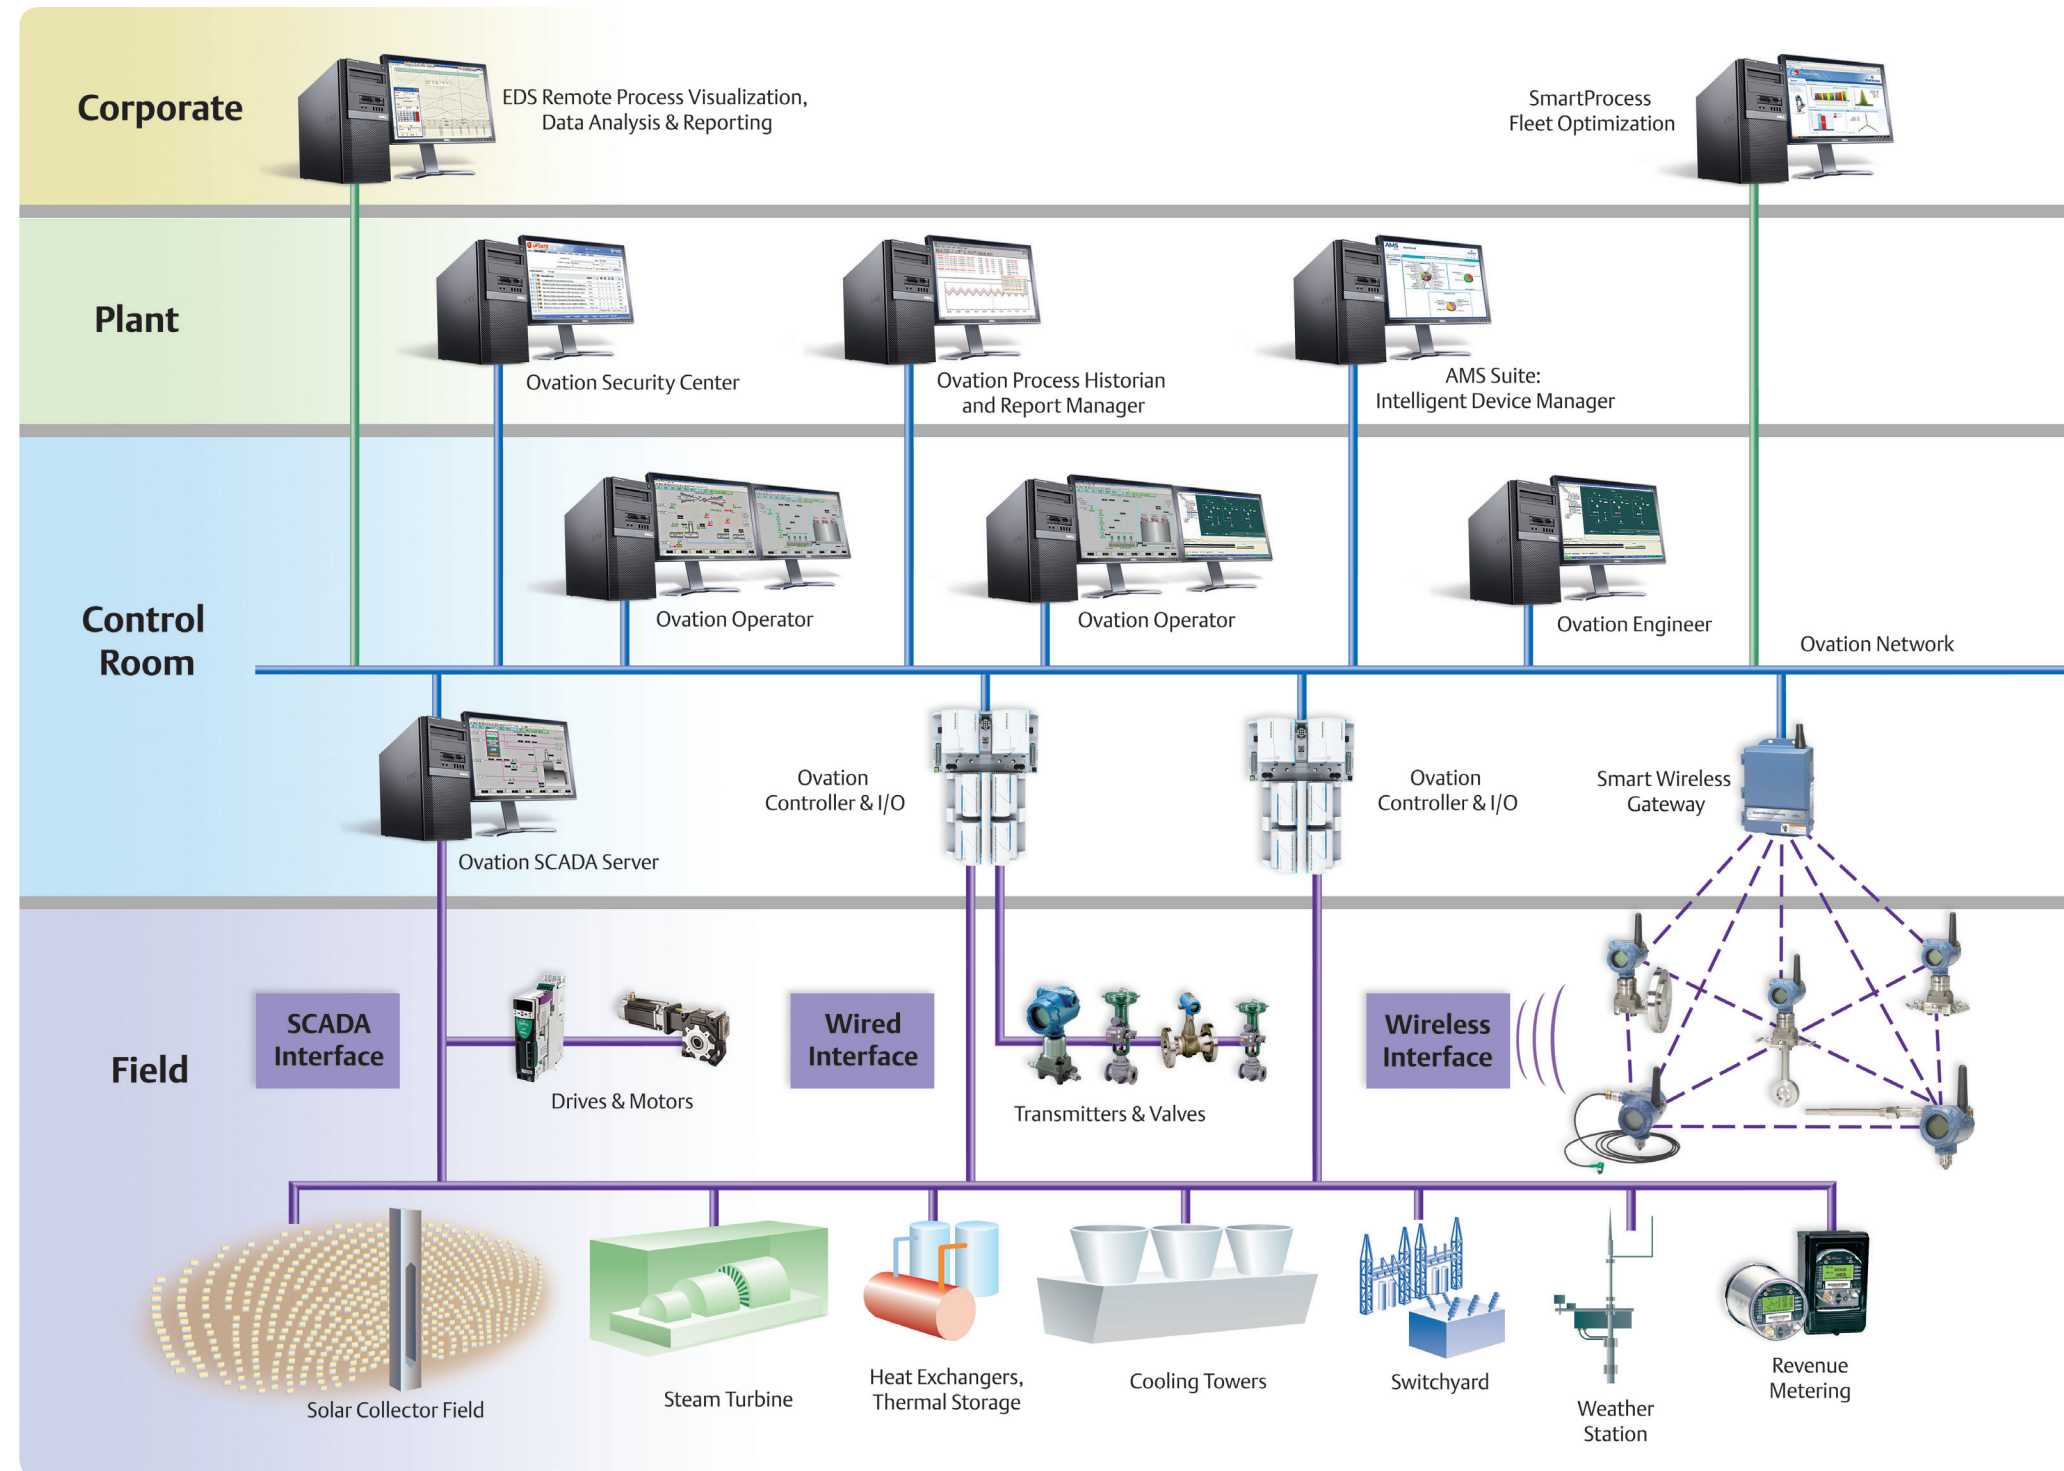 Corporate
EDS Remote Process Visualization,
Data Analysis & Reporting
SmartProcess
Fleet Optimization
Plant
Ovation Security Center
Ovation Process Historian
and Report Manager
AMS Suite:
Intelligent Device Manager
Control
Room
Ovation Operator
Ovation Operator
Ovation Engineer
Ovation Network
Ovation SCADA Server
Ovation
Controller & I/O
Ovation
Controller & I/O
Smart Wireless
Gateway
Field
SCADA
Interface
Drives & Motors
Wired
Interface
Transmitters & Valves
Wireless
Interface
Solar Collector Field
Steam Turbine
Heat Exchangers,
Thermal Storage
Cooling Towers
Switchyard
Weather
Station
Revenue
Metering